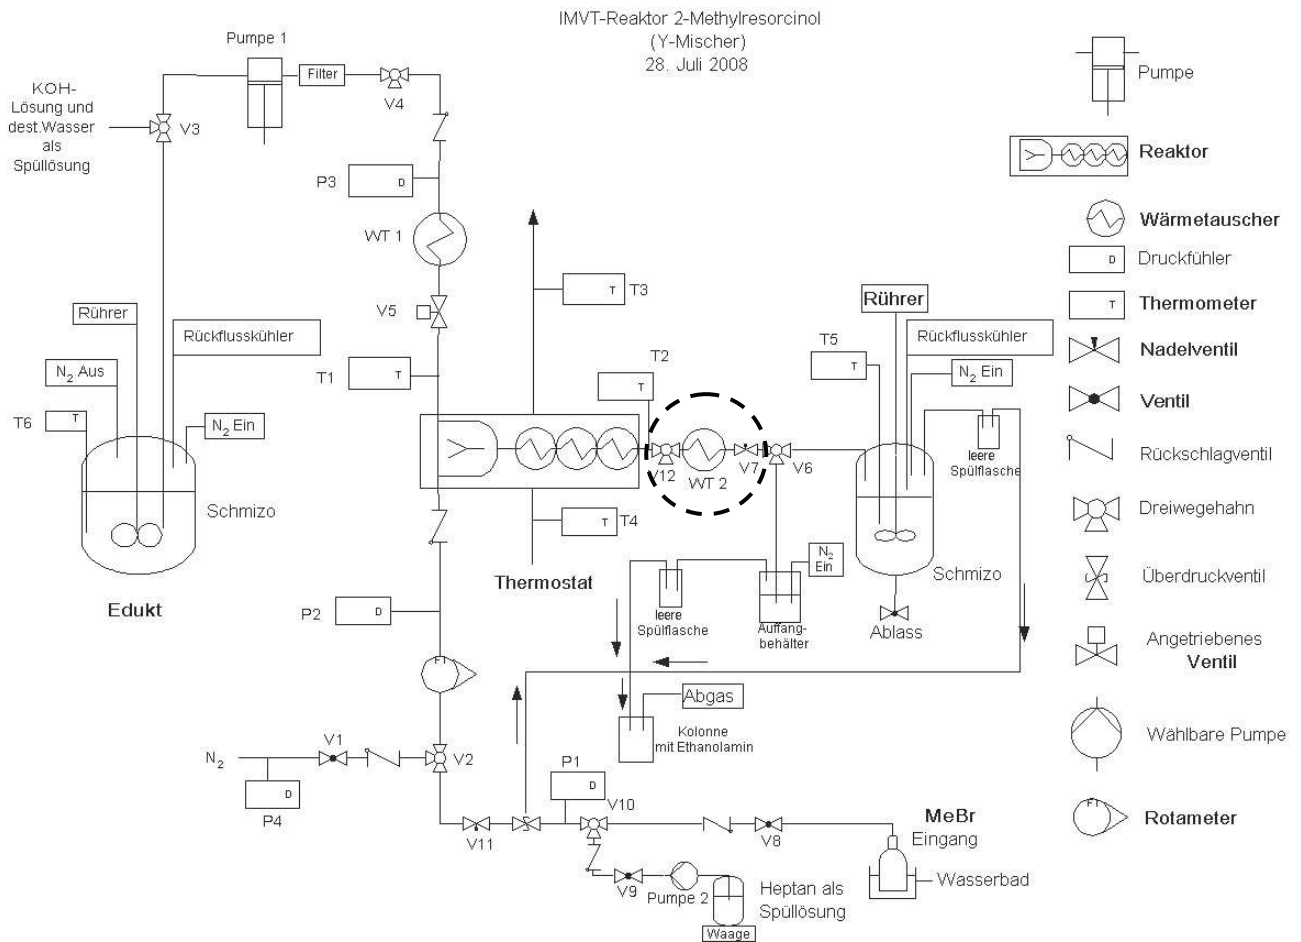 IMVT-Reaktor 2-Methylresorcinol
(Y-Mischer)
28. Juli 2008
Pumpe 1
Filter
V4
KOH-
Lösung und
dest.Wasser
als
Spüllösung
V3
P3
D
WT 1
V5
T3
T
T1
T
Rührer
Rückflusskühler
N2 Aus
T6
T
N2 Ein
Schmizo
Edukt
T2
T
V12
WT 2
V7
V6
T4
T
Thermostat
Rührer
Rückflusskühler
T5
T
N2 Ein
leere
Spülflasche
Schmizo
Ablass
N2
Ein
leere
Spülflasche
Auffang-
behälter
P2
D
FI
Abgas
Kolonne
mit Ethanolamin
N2
V1
V2
P4
D
P1
D
V10
V11
V8
MeBr
Eingang
Wasserbad
V9
Pumpe 2
Heptan als
Spüllösung
Waage
Pumpe
Reaktor
Wärmetauscher
D
Druckfühler
T
Thermometer
Nadelventil
Ventil
Rückschlagventil
Dreiwegehahn
Überdruckventil
Angetriebenes
Ventil
Wählbare Pumpe
FI
Rotameter